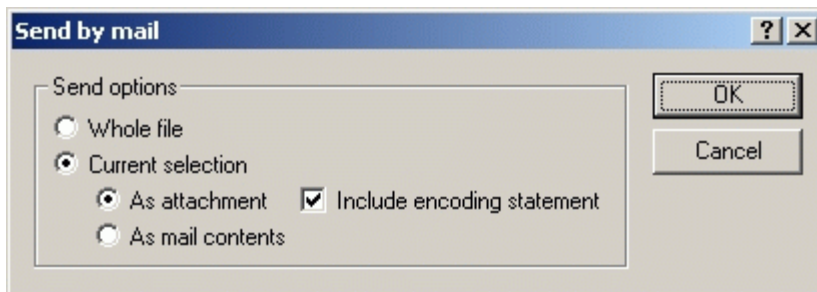 Send by mail
Send options
Whole file
Current selection
As attachment Include encoding statement
As mail contents
OK
Cancel